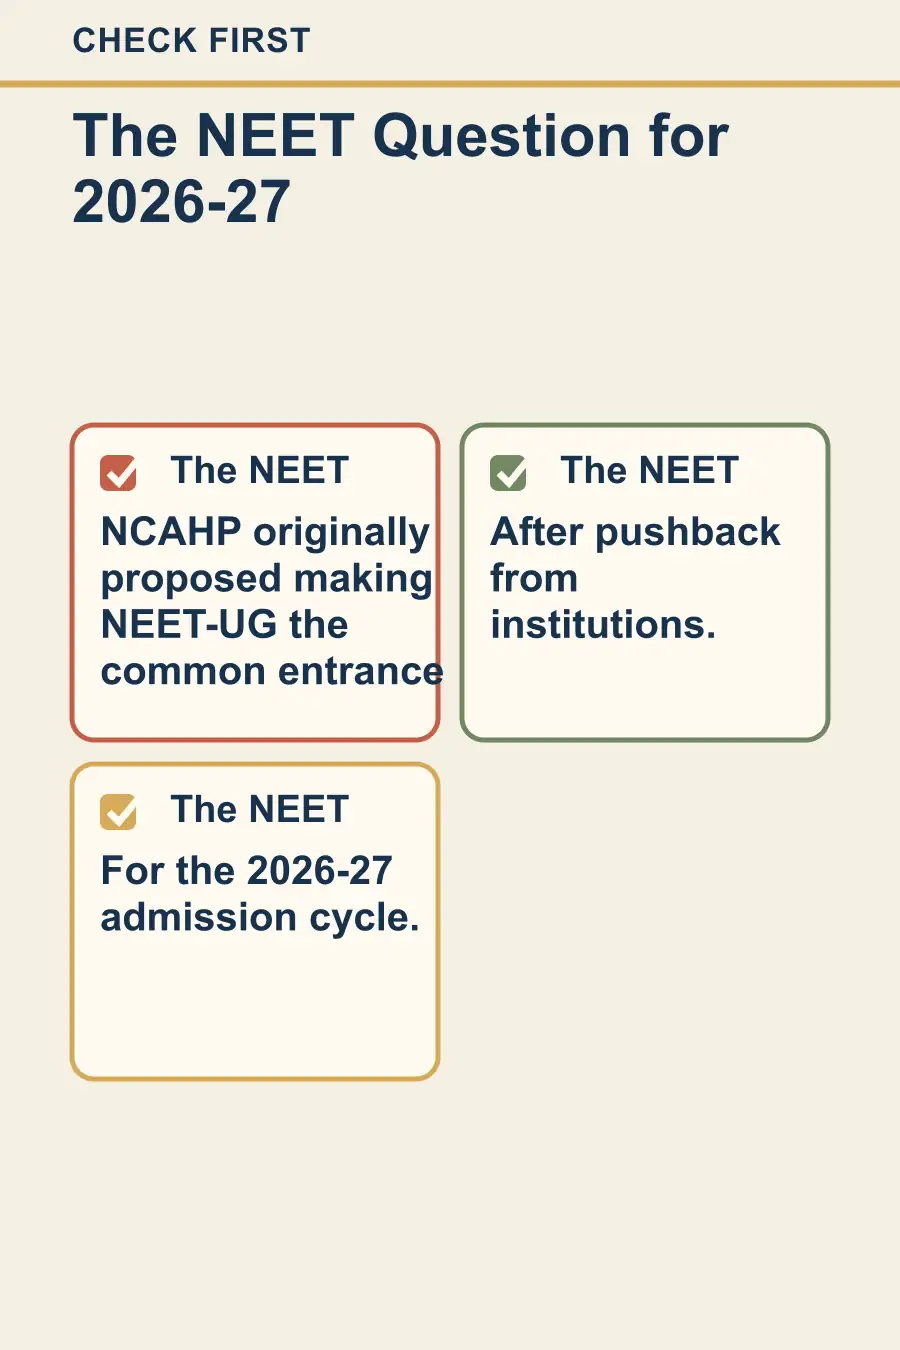 CHECK FIRST
The NEET Question for
2026-27
The NEET
NCAHP originally
proposed making
NEET-UG the
common entrance
The NEET
After pushback
from
institutions.
The NEET
For the 2026-27
admission cycle.